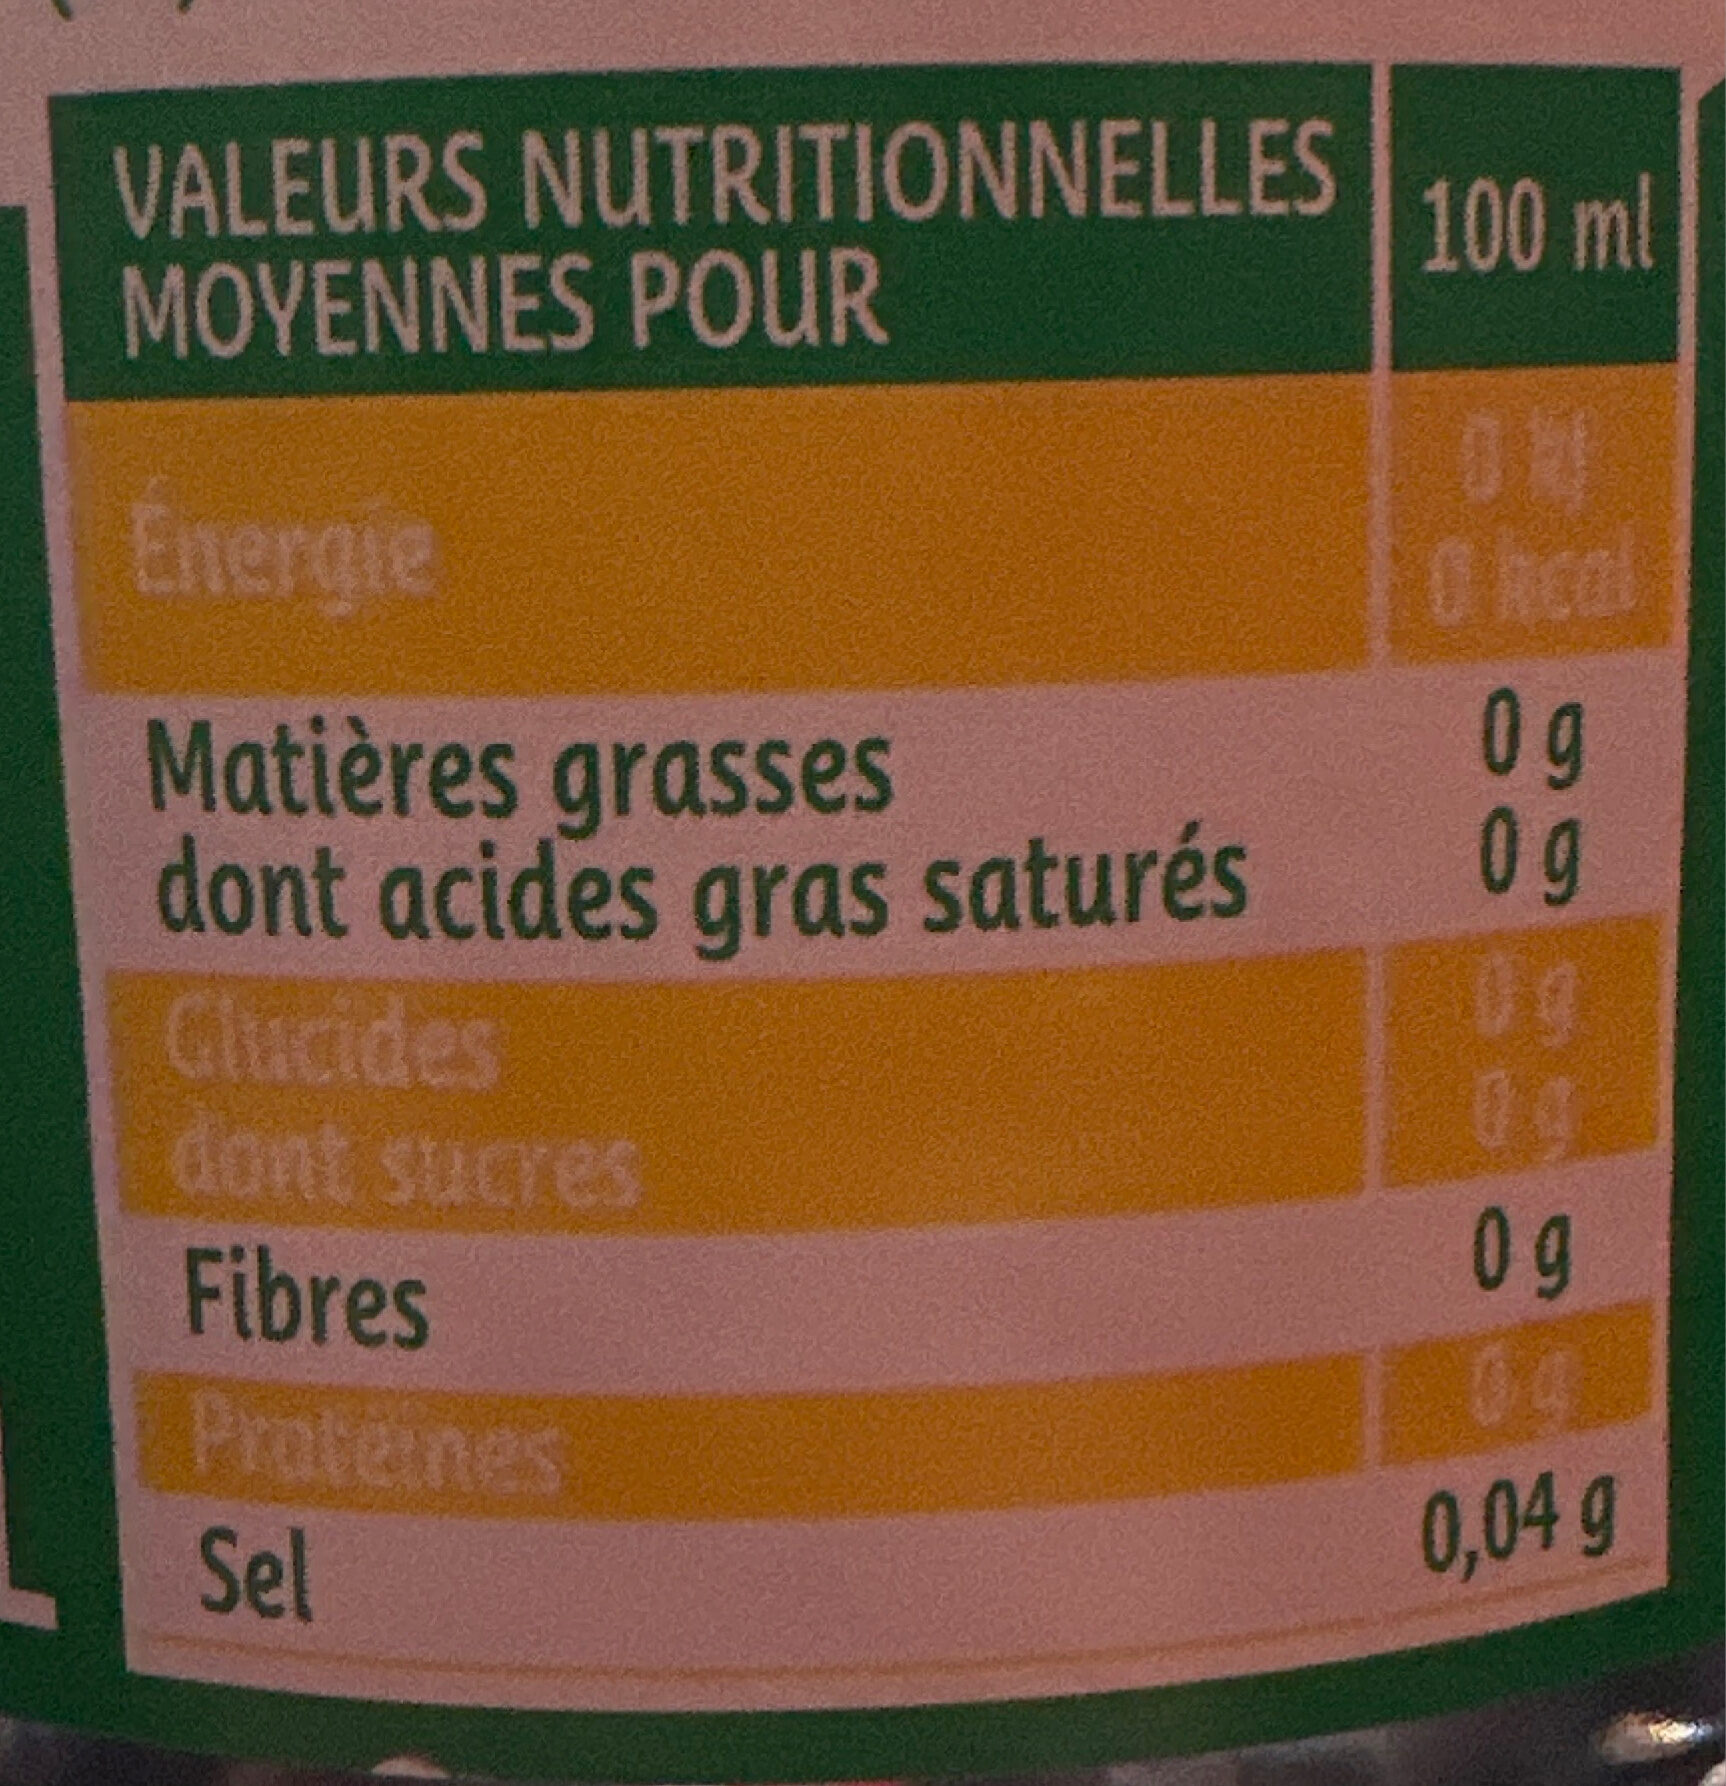 VALEURS NUTRITIONNELLES
MOYENNES POUR
100 ml
Énergie
0 kJ
0 kcal
Matières grasses 0 g
dont acides gras saturés 0 g
Glucides 0 g
dont sucres 0 g
Fibres 0 g
Protéines 0 g
Sel 0,04 g